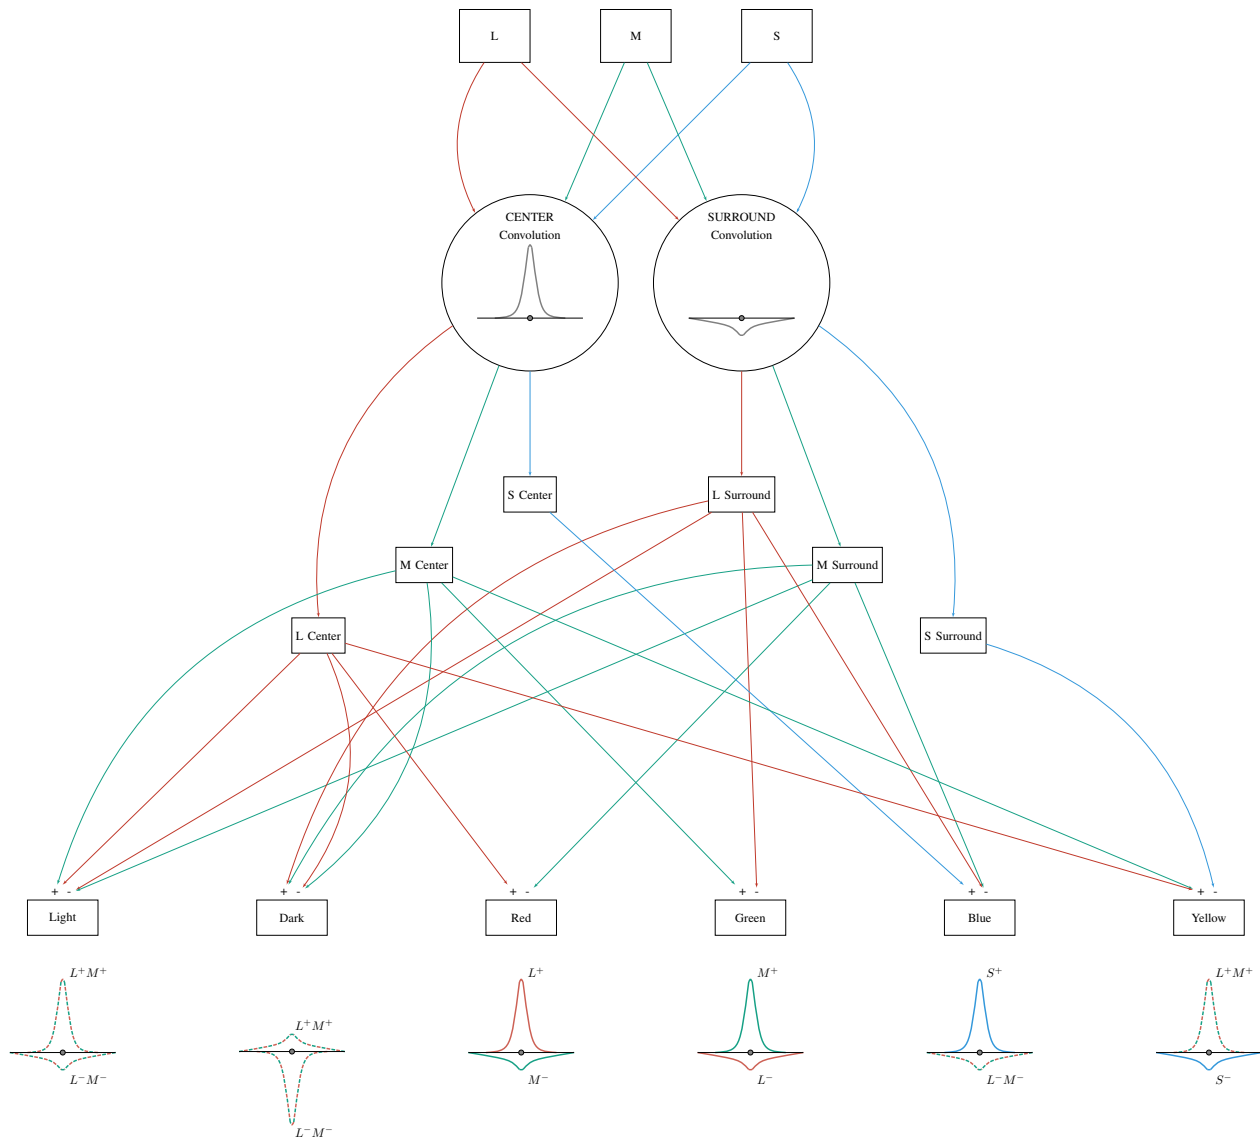 L
M
S
CENTER
Convolution
SURROUND
Convolution
S Center
L Surround
M Center
M Surround
L Center
S Surround
+ -
+ -
+ -
+ -
+ -
+ -
Light
Dark
Red
Green
Blue
Yellow
L⁺M⁺
L⁺
M⁺
S⁺
L⁺M⁺
L⁺M⁺
L⁻M⁻
M⁻
L⁻
L⁻M⁻
S⁻
L⁻M⁻